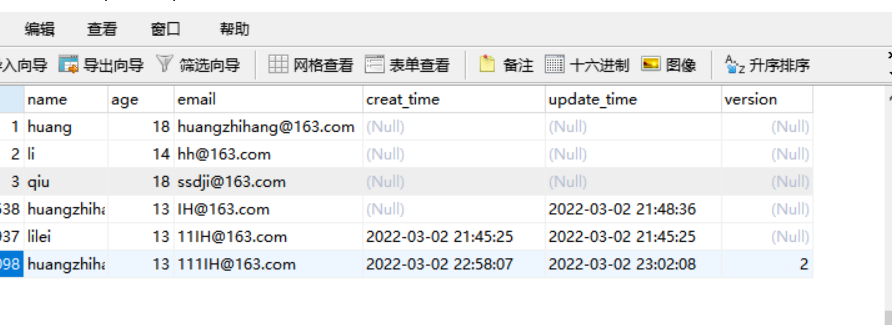 编辑 查看 窗口 帮助
导入向导 导出向导 筛选向导 网格查看 表单查看 备注 十六进制 图像 升序排序
name age email creat_time update_time version
1 huang 18 huangzhihang@163.com (Null) (Null) (Null)
2 li 14 hh@163.com (Null) (Null) (Null)
3 qiu 18 ssdji@163.com (Null) (Null) (Null)
538 huangzhiha 13 IH@163.com (Null) 2022-03-02 21:48:36 (Null)
937 lilei 13 11IH@163.com 2022-03-02 21:45:25 2022-03-02 21:45:25 (Null)
098 huangzhiha 13 111IH@163.com 2022-03-02 22:58:07 2022-03-02 23:02:08 2